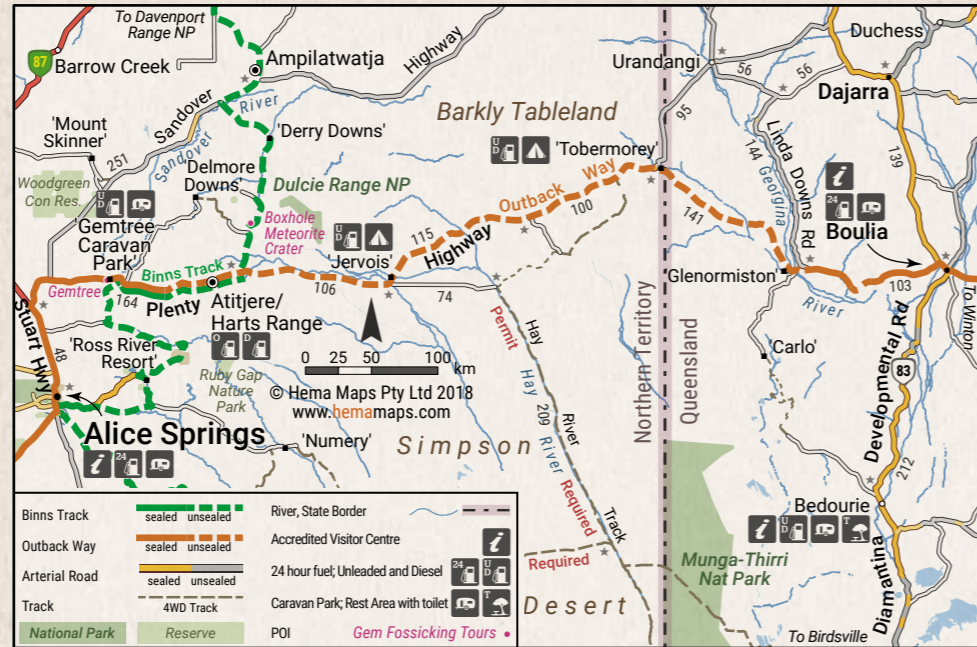 To Davenport
Range NP
87
Barrow Creek
Ampilatwatja
Sandover
Highway
Sandover
River
Barkly Tableland
Urandangi
56
56
Duchess
Dajarra
95
139
'Mount
Skinner'
251
'Derry Downs'
'Delmore
Downs'
Woodgreen
Con Res.
UD
Dulcie Range NP
Boxhole
Meteorite
Crater
UD
'Tobermorey'
Outback Way
100
115
Highway
144
Linda Downs Rd
Georgina
i
24
Boulia
Gemtree
Caravan
Park'
Gemtree
Binns Track
164
Plenty
Atitjere/
Harts Range
O
D
106
UD
'Jervois'
74
141
Glenormiston'
River
103
To Winton
Stuart Hwy
48
'Ross River
Resort'
Ruby Gap
Nature
Park
0 25 50 100
km
© Hema Maps Pty Ltd 2018
www.hemamaps.com
Permit
Required
Hay
River
Track
Hay River
209
Northern Territory
Queensland
'Carlo'
83
Developmental Rd
212
Alice Springs
i
24
'Numery'
Simpson
Desert
Required
Bedourie
i
UD
T
Munga-Thirri
Nat Park
Diamantina
To Birdsville
Binns Track
sealed unsealed
River, State Border
Outback Way
sealed unsealed
Accredited Visitor Centre
i
Arterial Road
sealed unsealed
24 hour fuel; Unleaded and Diesel
24
UD
Track
4WD Track
Caravan Park; Rest Area with toilet
T
National Park
Reserve
POI
Gem Fossicking Tours